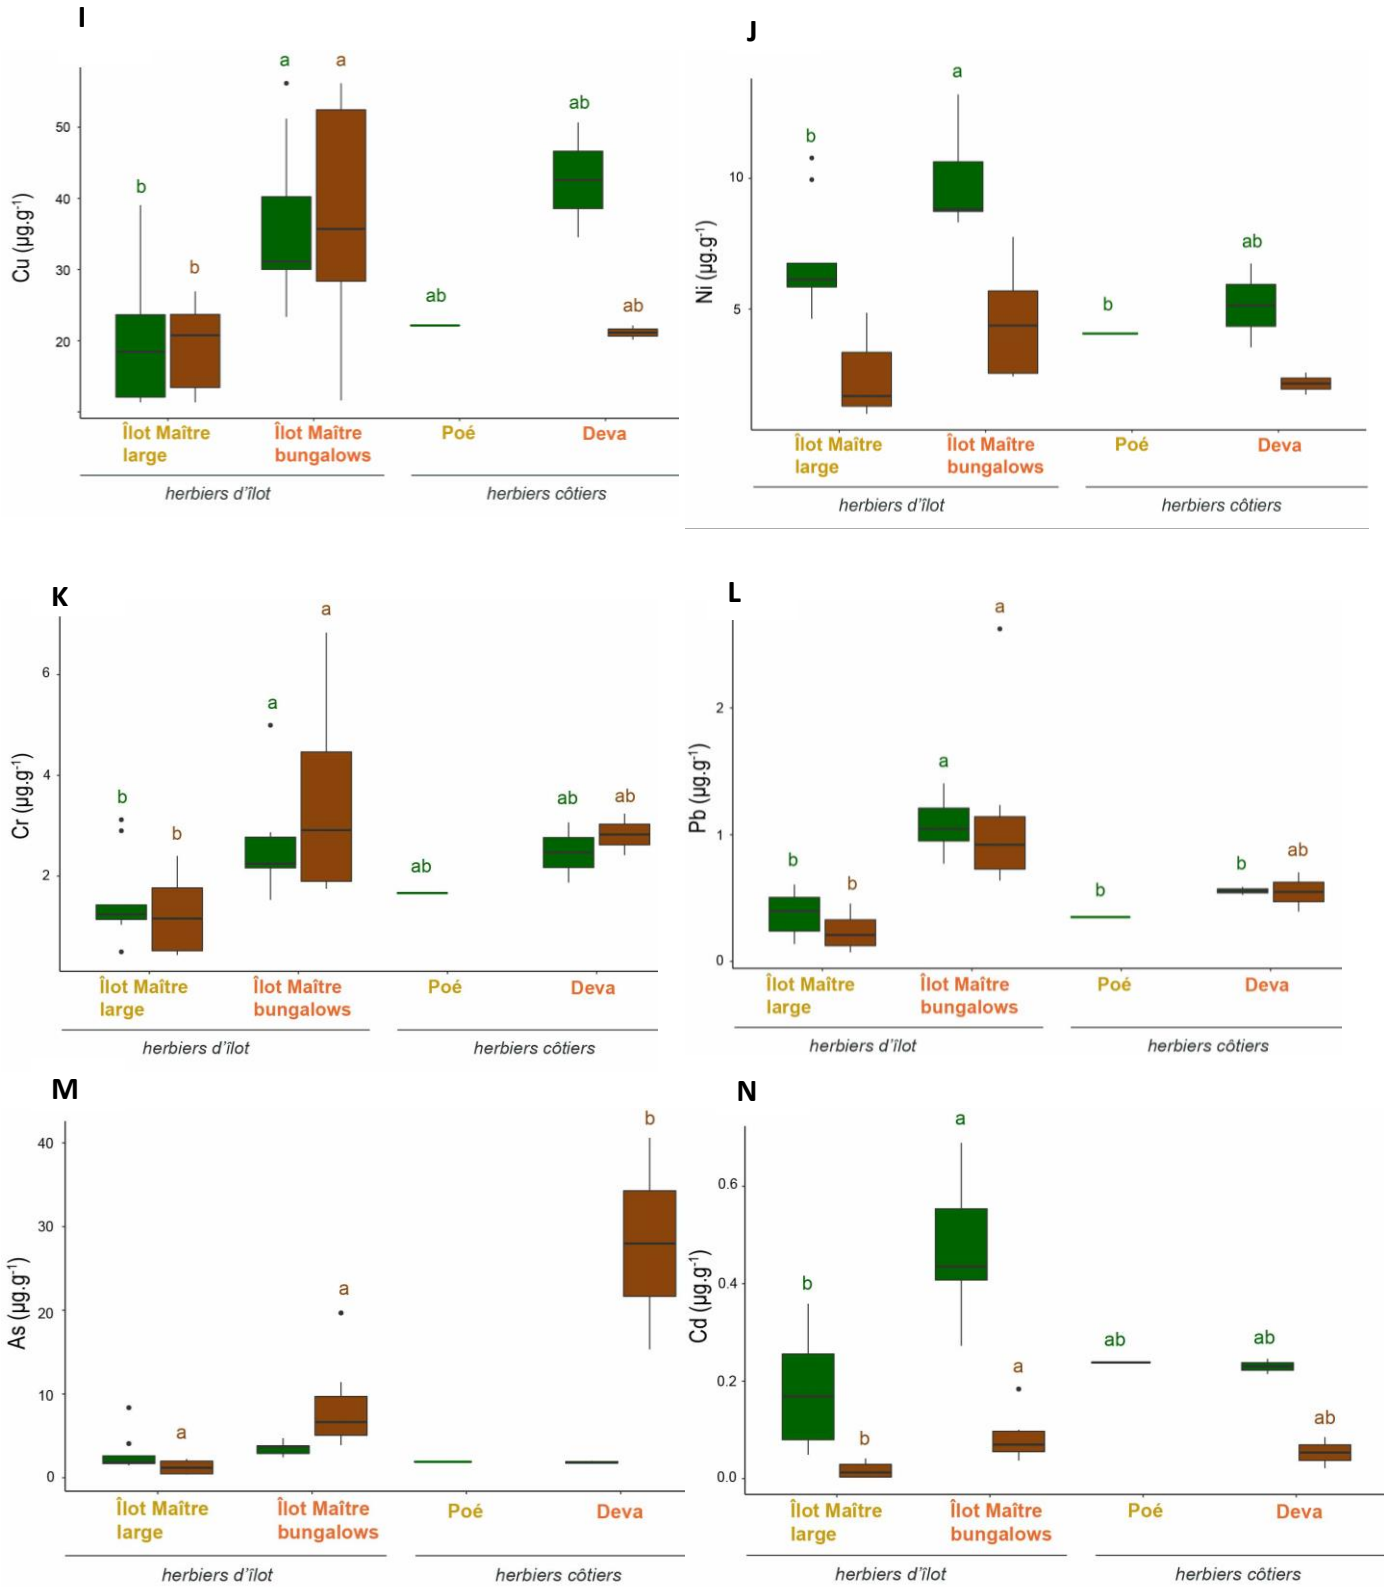 I
a
a
ab
50
b
40
b
30
ab
ab
20
Cu (µg.g⁻¹)
Îlot Maître
large
Îlot Maître
bungalows
Poé
Deva
herbiers d’îlot
herbiers côtiers
J
a
b
10
ab
b
5
Ni (µg.g⁻¹)
Îlot Maître
large
Îlot Maître
bungalows
Poé
Deva
herbiers d’îlot
herbiers côtiers
K
a
6
a
4
b
ab
ab
b
ab
2
Cr (µg.g⁻¹)
Îlot Maître
large
Îlot Maître
bungalows
Poé
Deva
herbiers d’îlot
herbiers côtiers
L
a
2
a
b
b
ab
1
b
b
0
Pb (µg.g⁻¹)
Îlot Maître
large
Îlot Maître
bungalows
Poé
Deva
herbiers d’îlot
herbiers côtiers
M
b
40
30
a
20
10
a
0
As (µg.g⁻¹)
Îlot Maître
large
Îlot Maître
bungalows
Poé
Deva
herbiers d’îlot
herbiers côtiers
N
a
0.6
b
0.4
ab
ab
a
0.2
ab
b
0.0
Cd (µg.g⁻¹)
Îlot Maître
large
Îlot Maître
bungalows
Poé
Deva
herbiers d’îlot
herbiers côtiers